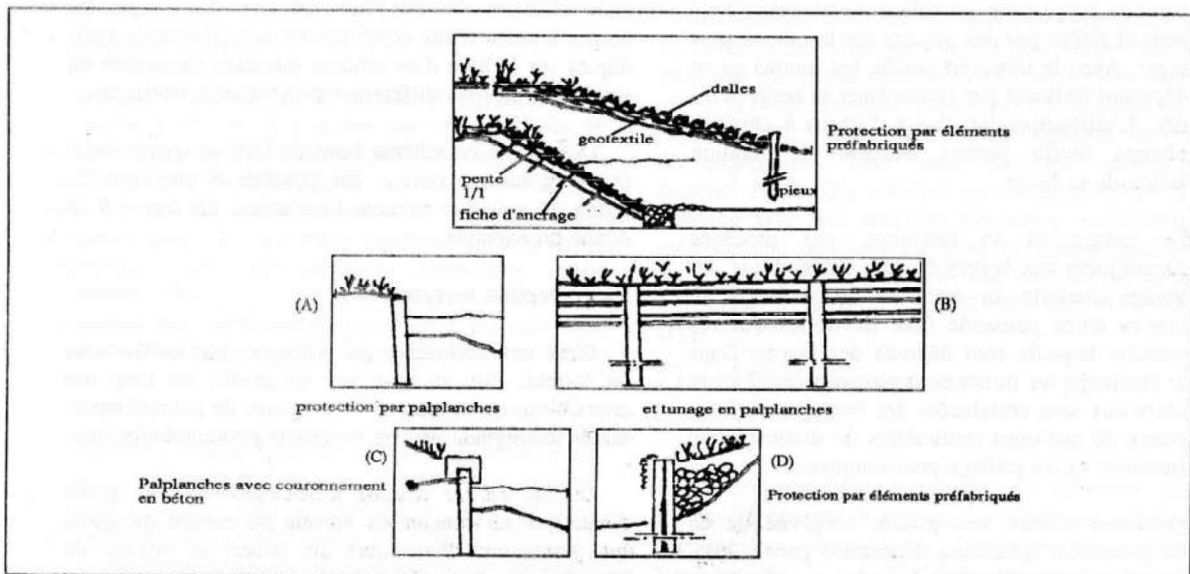 dalles
géotextile
Protection par éléments
préfabriqués
pente
1/1
pieux
fiche d'ancrage
(A)
(B)
protection par palplanches
et tunage en palplanches
(C)
(D)
Palplanches avec couronnement
en béton
Protection par éléments préfabriqués